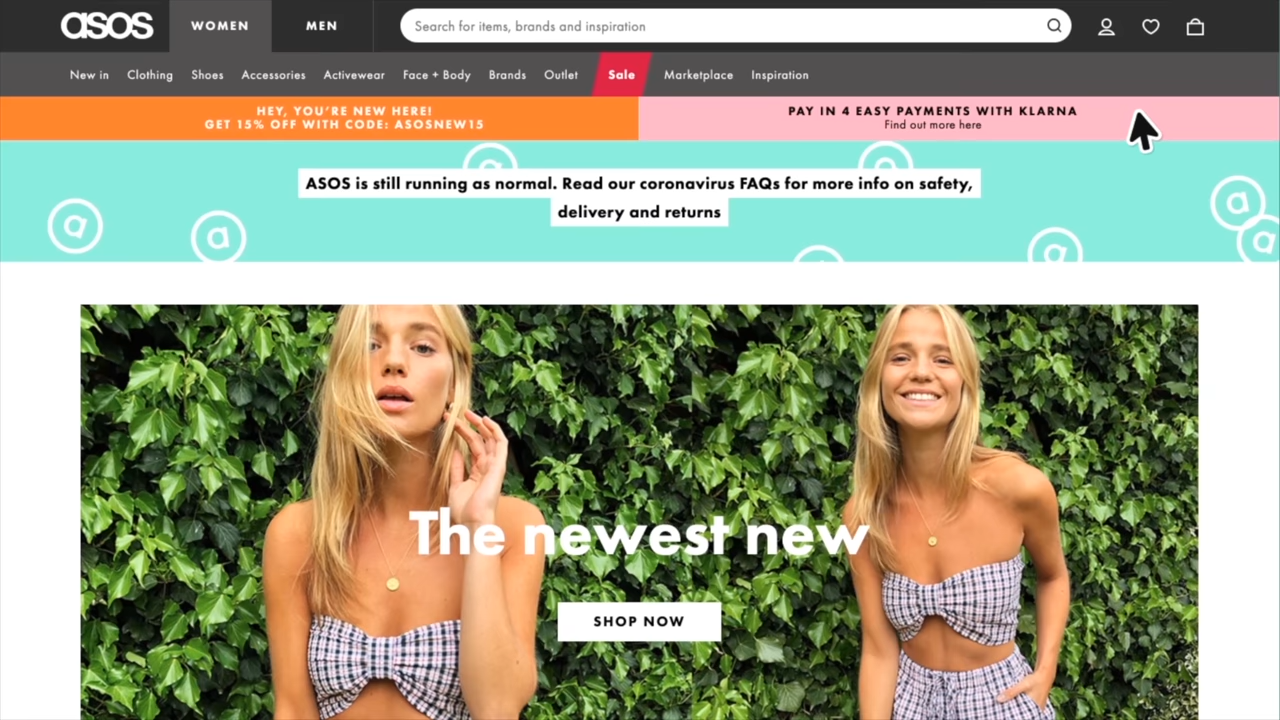 asos
WOMEN
MEN
Search for items, brands and inspiration
New in
Clothing
Shoes
Accessories
Activewear
Face + Body
Brands
Outlet
Sale
Marketplace
Inspiration
HEY, YOU'RE NEW HERE!
GET 15% OFF WITH CODE: ASOSNEW15
PAY IN 4 EASY PAYMENTS WITH KLARNA
Find out more here
ASOS is still running as normal. Read our coronavirus FAQs for more info on safety,
delivery and returns
The newest new
SHOP NOW